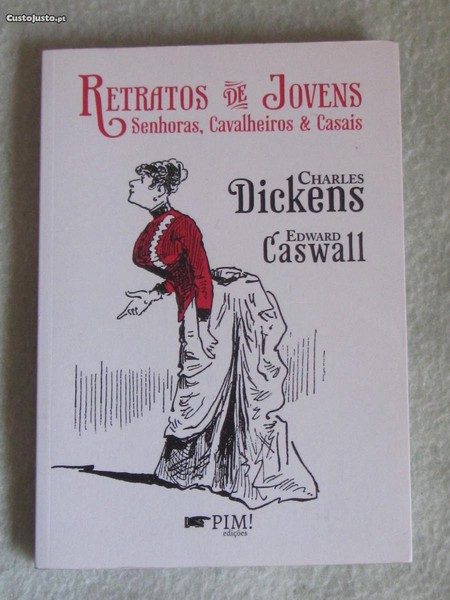 CustoJusto.pt
RETRATOS DE JOVENS
Senhoras, Cavalheiros & Casais
CHARLES
Dickens
EDWARD
Caswall
PIM!
edições